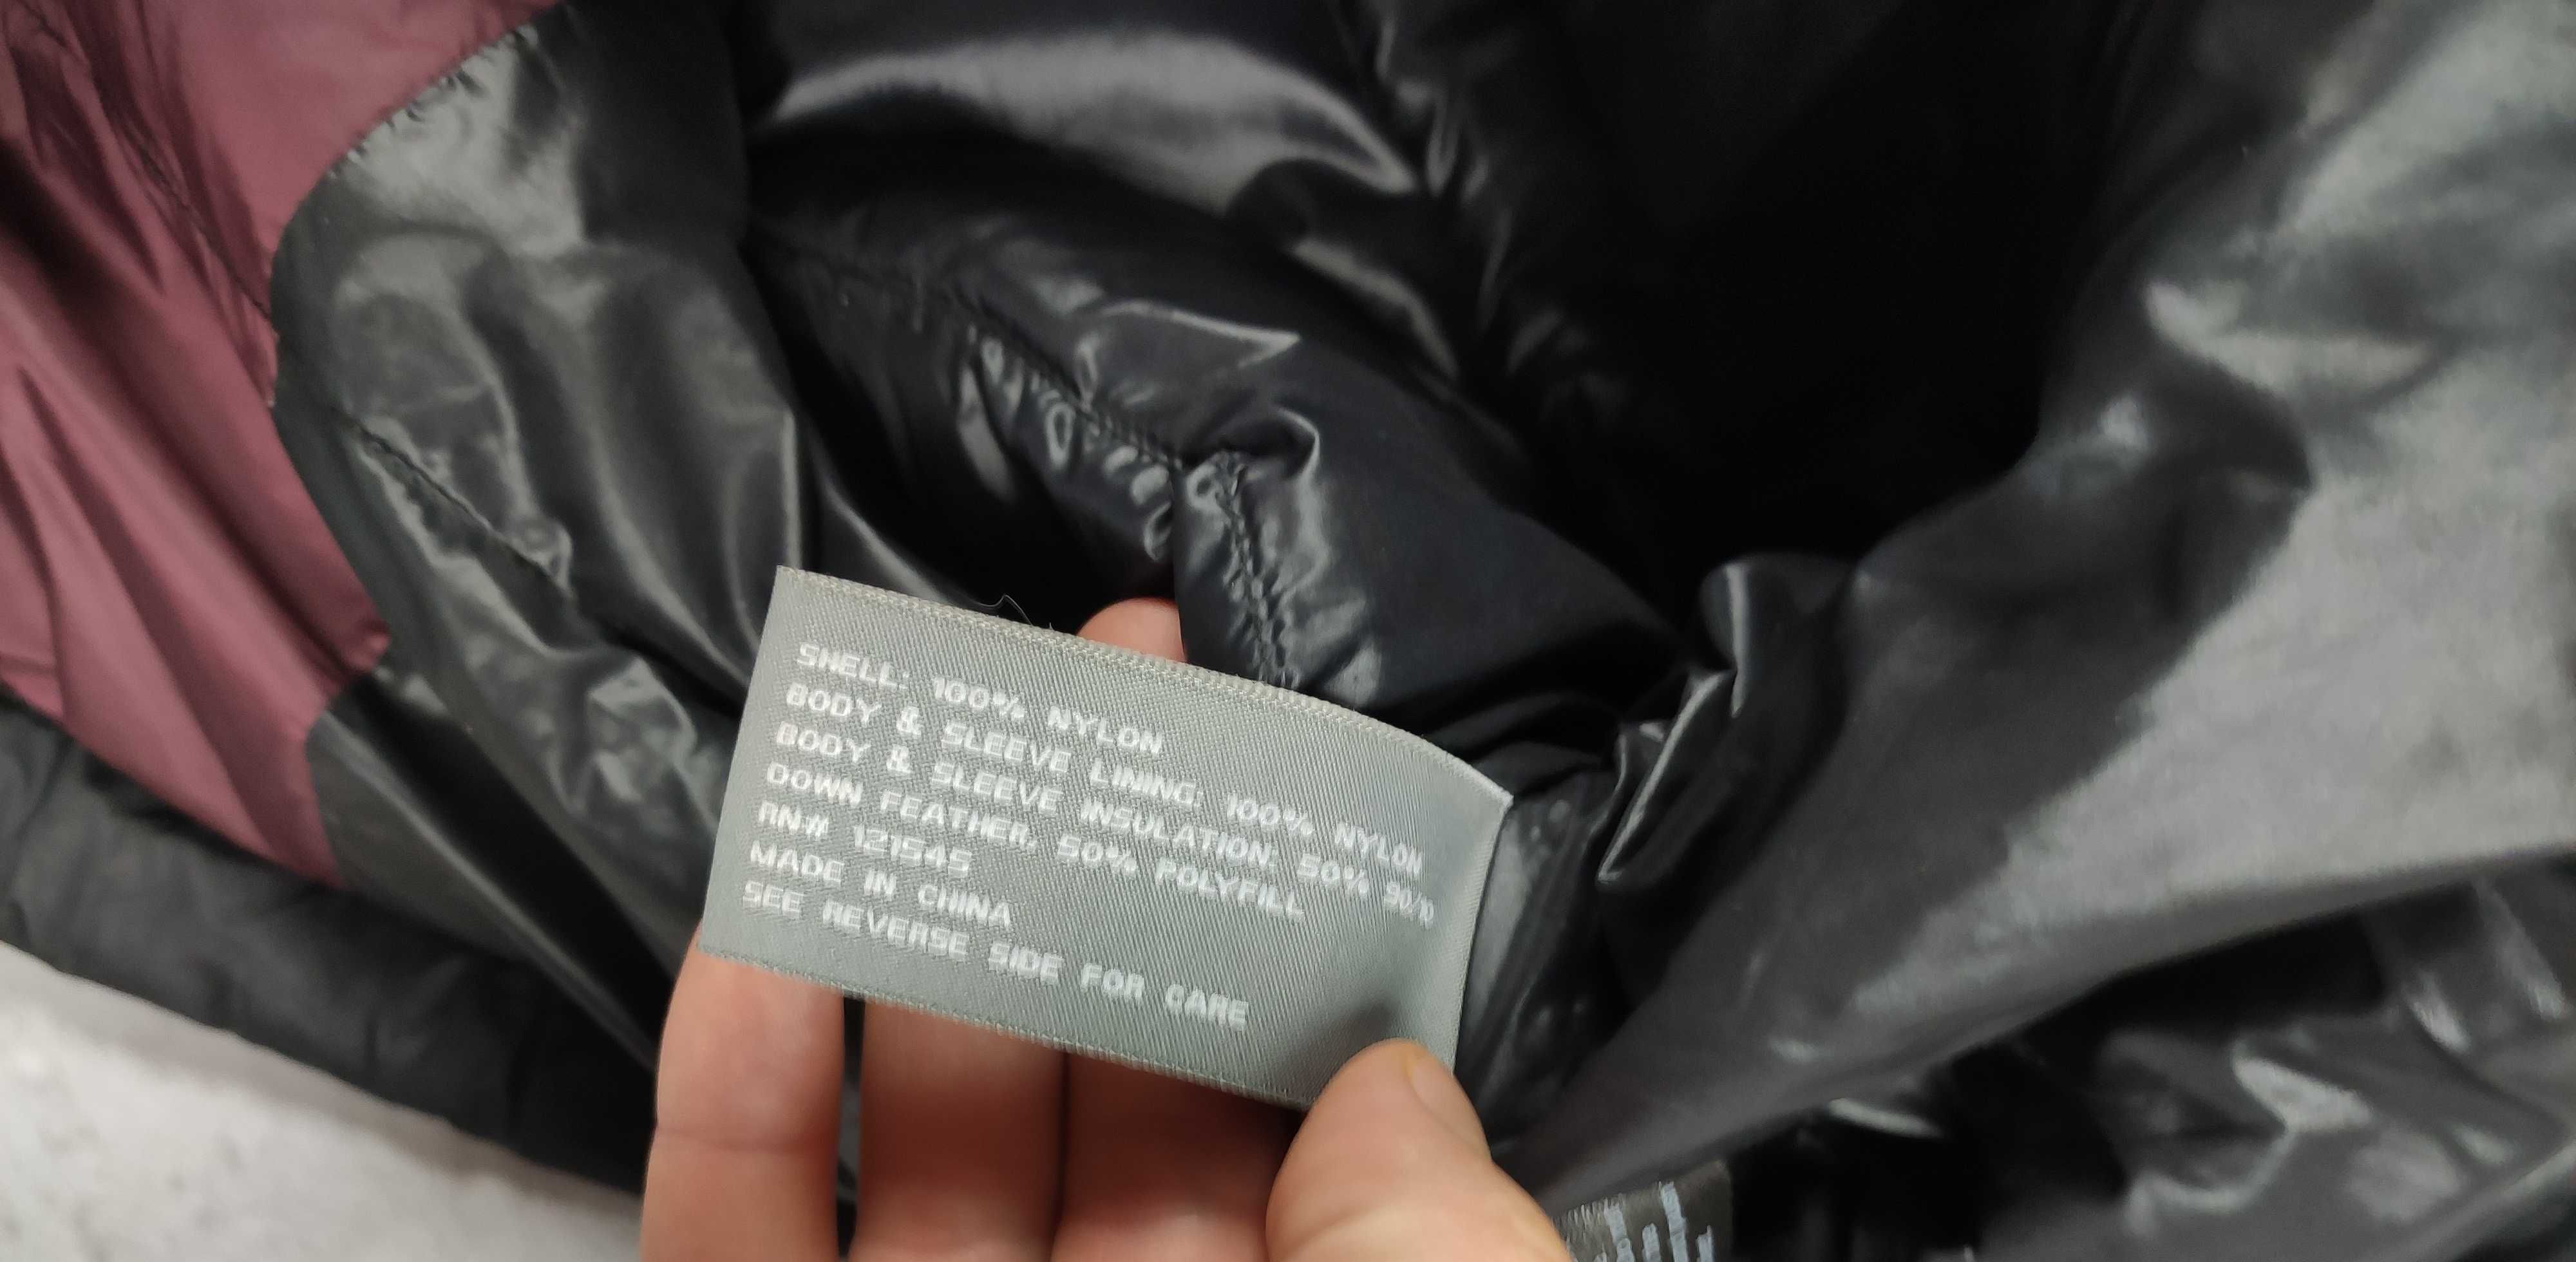 SHELL: 100% NYLON
BODY & SLEEVE LINING: 100% NYLON
BODY & SLEEVE INSULATION: 50% 90/10
DOWN FEATHER, 50% POLYFILL
RN# 121545
MADE IN CHINA
SEE REVERSE SIDE FOR CARE